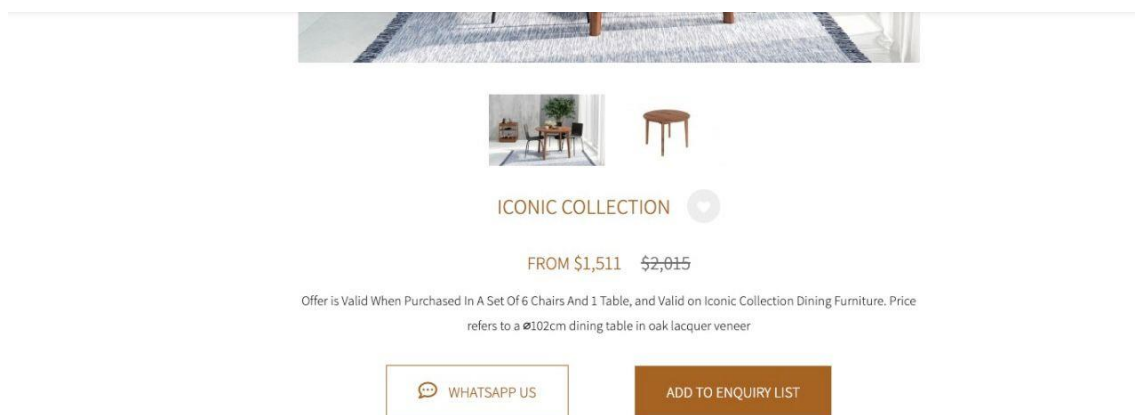 ICONIC COLLECTION
FROM $1,511 $2,015
Offer is Valid When Purchased In A Set Of 6 Chairs And 1 Table, and Valid on Iconic Collection Dining Furniture. Price
refers to a ⌀102cm dining table in oak lacquer veneer
WHATSAPP US
ADD TO ENQUIRY LIST